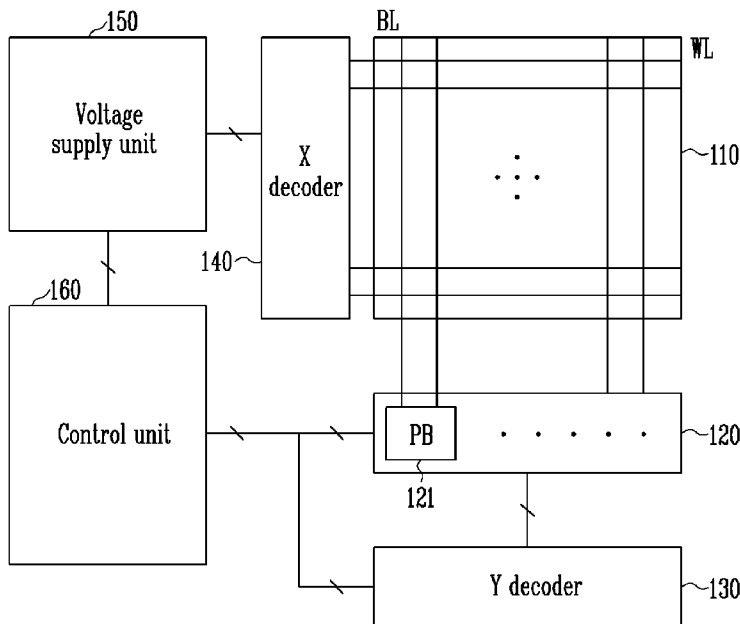 150
BL
WL
Voltage
supply unit
X
decoder
110
140
160
Control unit
PB
120
121
Y decoder
130